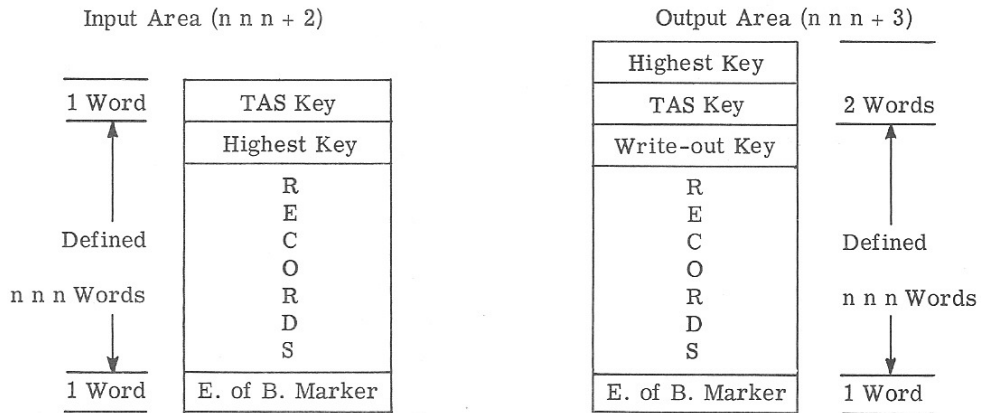 Input Area (n n n + 2)
1 Word
TAS Key
Highest Key
R
E
C
O
R
D
S
Defined
n n n Words
1 Word
E. of B. Marker
Output Area (n n n + 3)
Highest Key
TAS Key
2 Words
Write-out Key
R
E
C
O
R
D
S
Defined
n n n Words
E. of B. Marker
1 Word